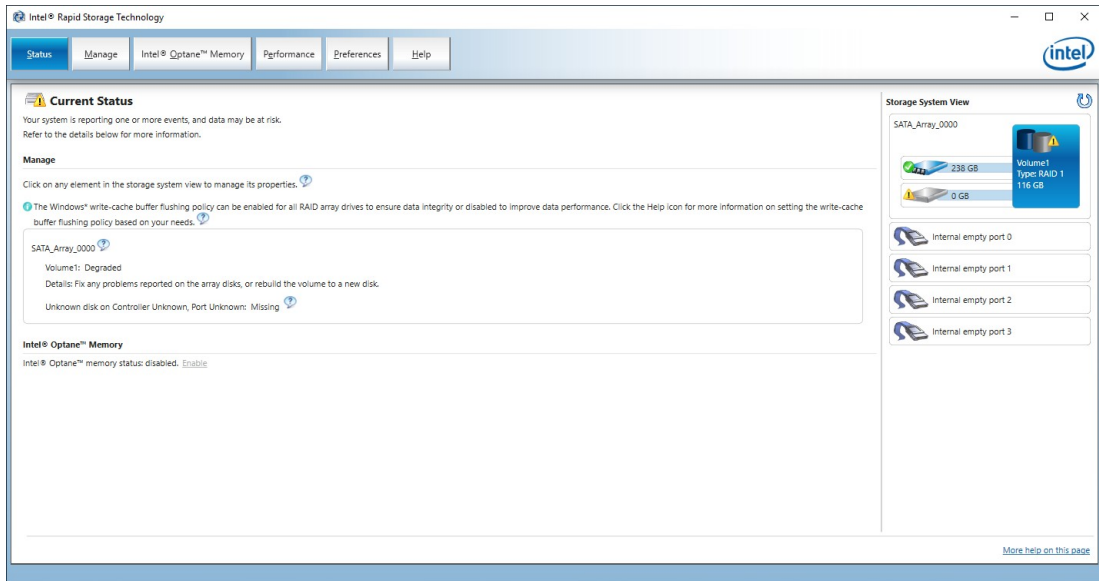 Intel® Rapid Storage Technology
Status
Manage
Intel® Optane™ Memory
Performance
Preferences
Help
intel
Current Status
Your system is reporting one or more events, and data may be at risk.
Refer to the details below for more information.
Manage
Click on any element in the storage system view to manage its properties.
The Windows* write-cache buffer flushing policy can be enabled for all RAID array drives to ensure data integrity or disabled to improve data performance. Click the Help icon for more information on setting the write-cache
buffer flushing policy based on your needs.
SATA_Array_0000
Volume1: Degraded
Details: Fix any problems reported on the array disks, or rebuild the volume to a new disk.
Unknown disk on Controller Unknown, Port Unknown: Missing
Intel® Optane™ Memory
Intel® Optane™ memory status: disabled. Enable
Storage System View
SATA_Array_0000
238 GB
0 GB
Volume1
Type: RAID 1
116 GB
Internal empty port 0
Internal empty port 1
Internal empty port 2
Internal empty port 3
More help on this page